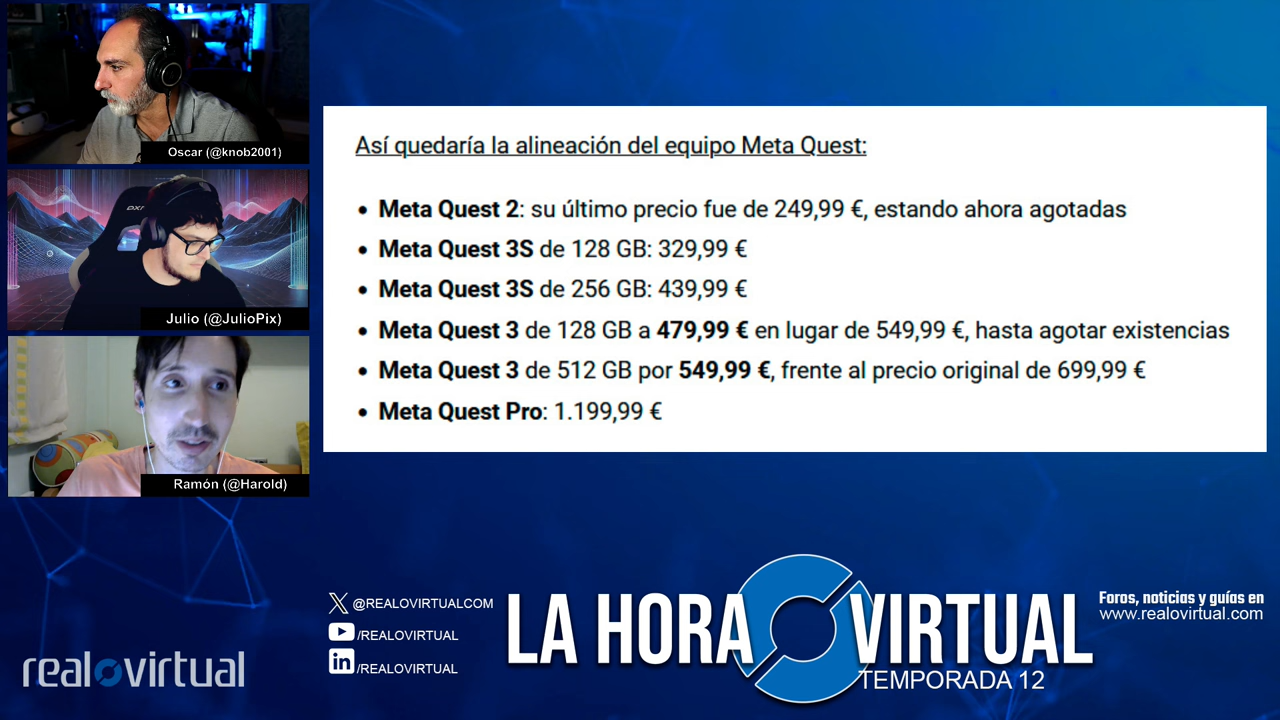 Oscar (@knob2001)
DXR
Julio (@JulioPix)
Ramón (@Harold)
Así quedaría la alineación del equipo Meta Quest:
• Meta Quest 2: su último precio fue de 249,99 €, estando ahora agotadas
• Meta Quest 3S de 128 GB: 329,99 €
• Meta Quest 3S de 256 GB: 439,99 €
• Meta Quest 3 de 128 GB a 479,99 € en lugar de 549,99 €, hasta agotar existencias
• Meta Quest 3 de 512 GB por 549,99 €, frente al precio original de 699,99 €
• Meta Quest Pro: 1.199,99 €
realovirtual
@REALOVIRTUALCOM
/REALOVIRTUAL
in /REALOVIRTUAL
LA HORA VIRTUAL
TEMPORADA 12
Foros, noticias y guías en
www.realovirtual.com